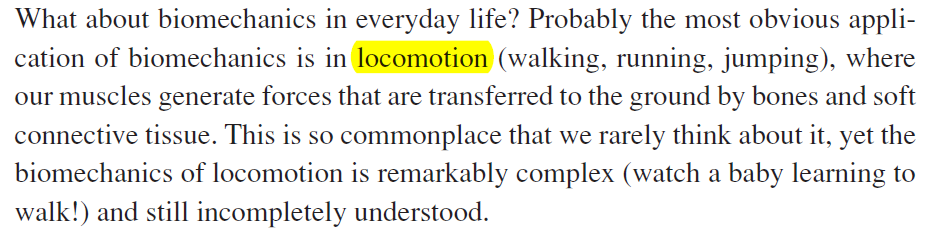 What about biomechanics in everyday life? Probably the most obvious appli-
cation of biomechanics is in locomotion (walking, running, jumping), where
our muscles generate forces that are transferred to the ground by bones and soft
connective tissue. This is so commonplace that we rarely think about it, yet the
biomechanics of locomotion is remarkably complex (watch a baby learning to
walk!) and still incompletely understood.